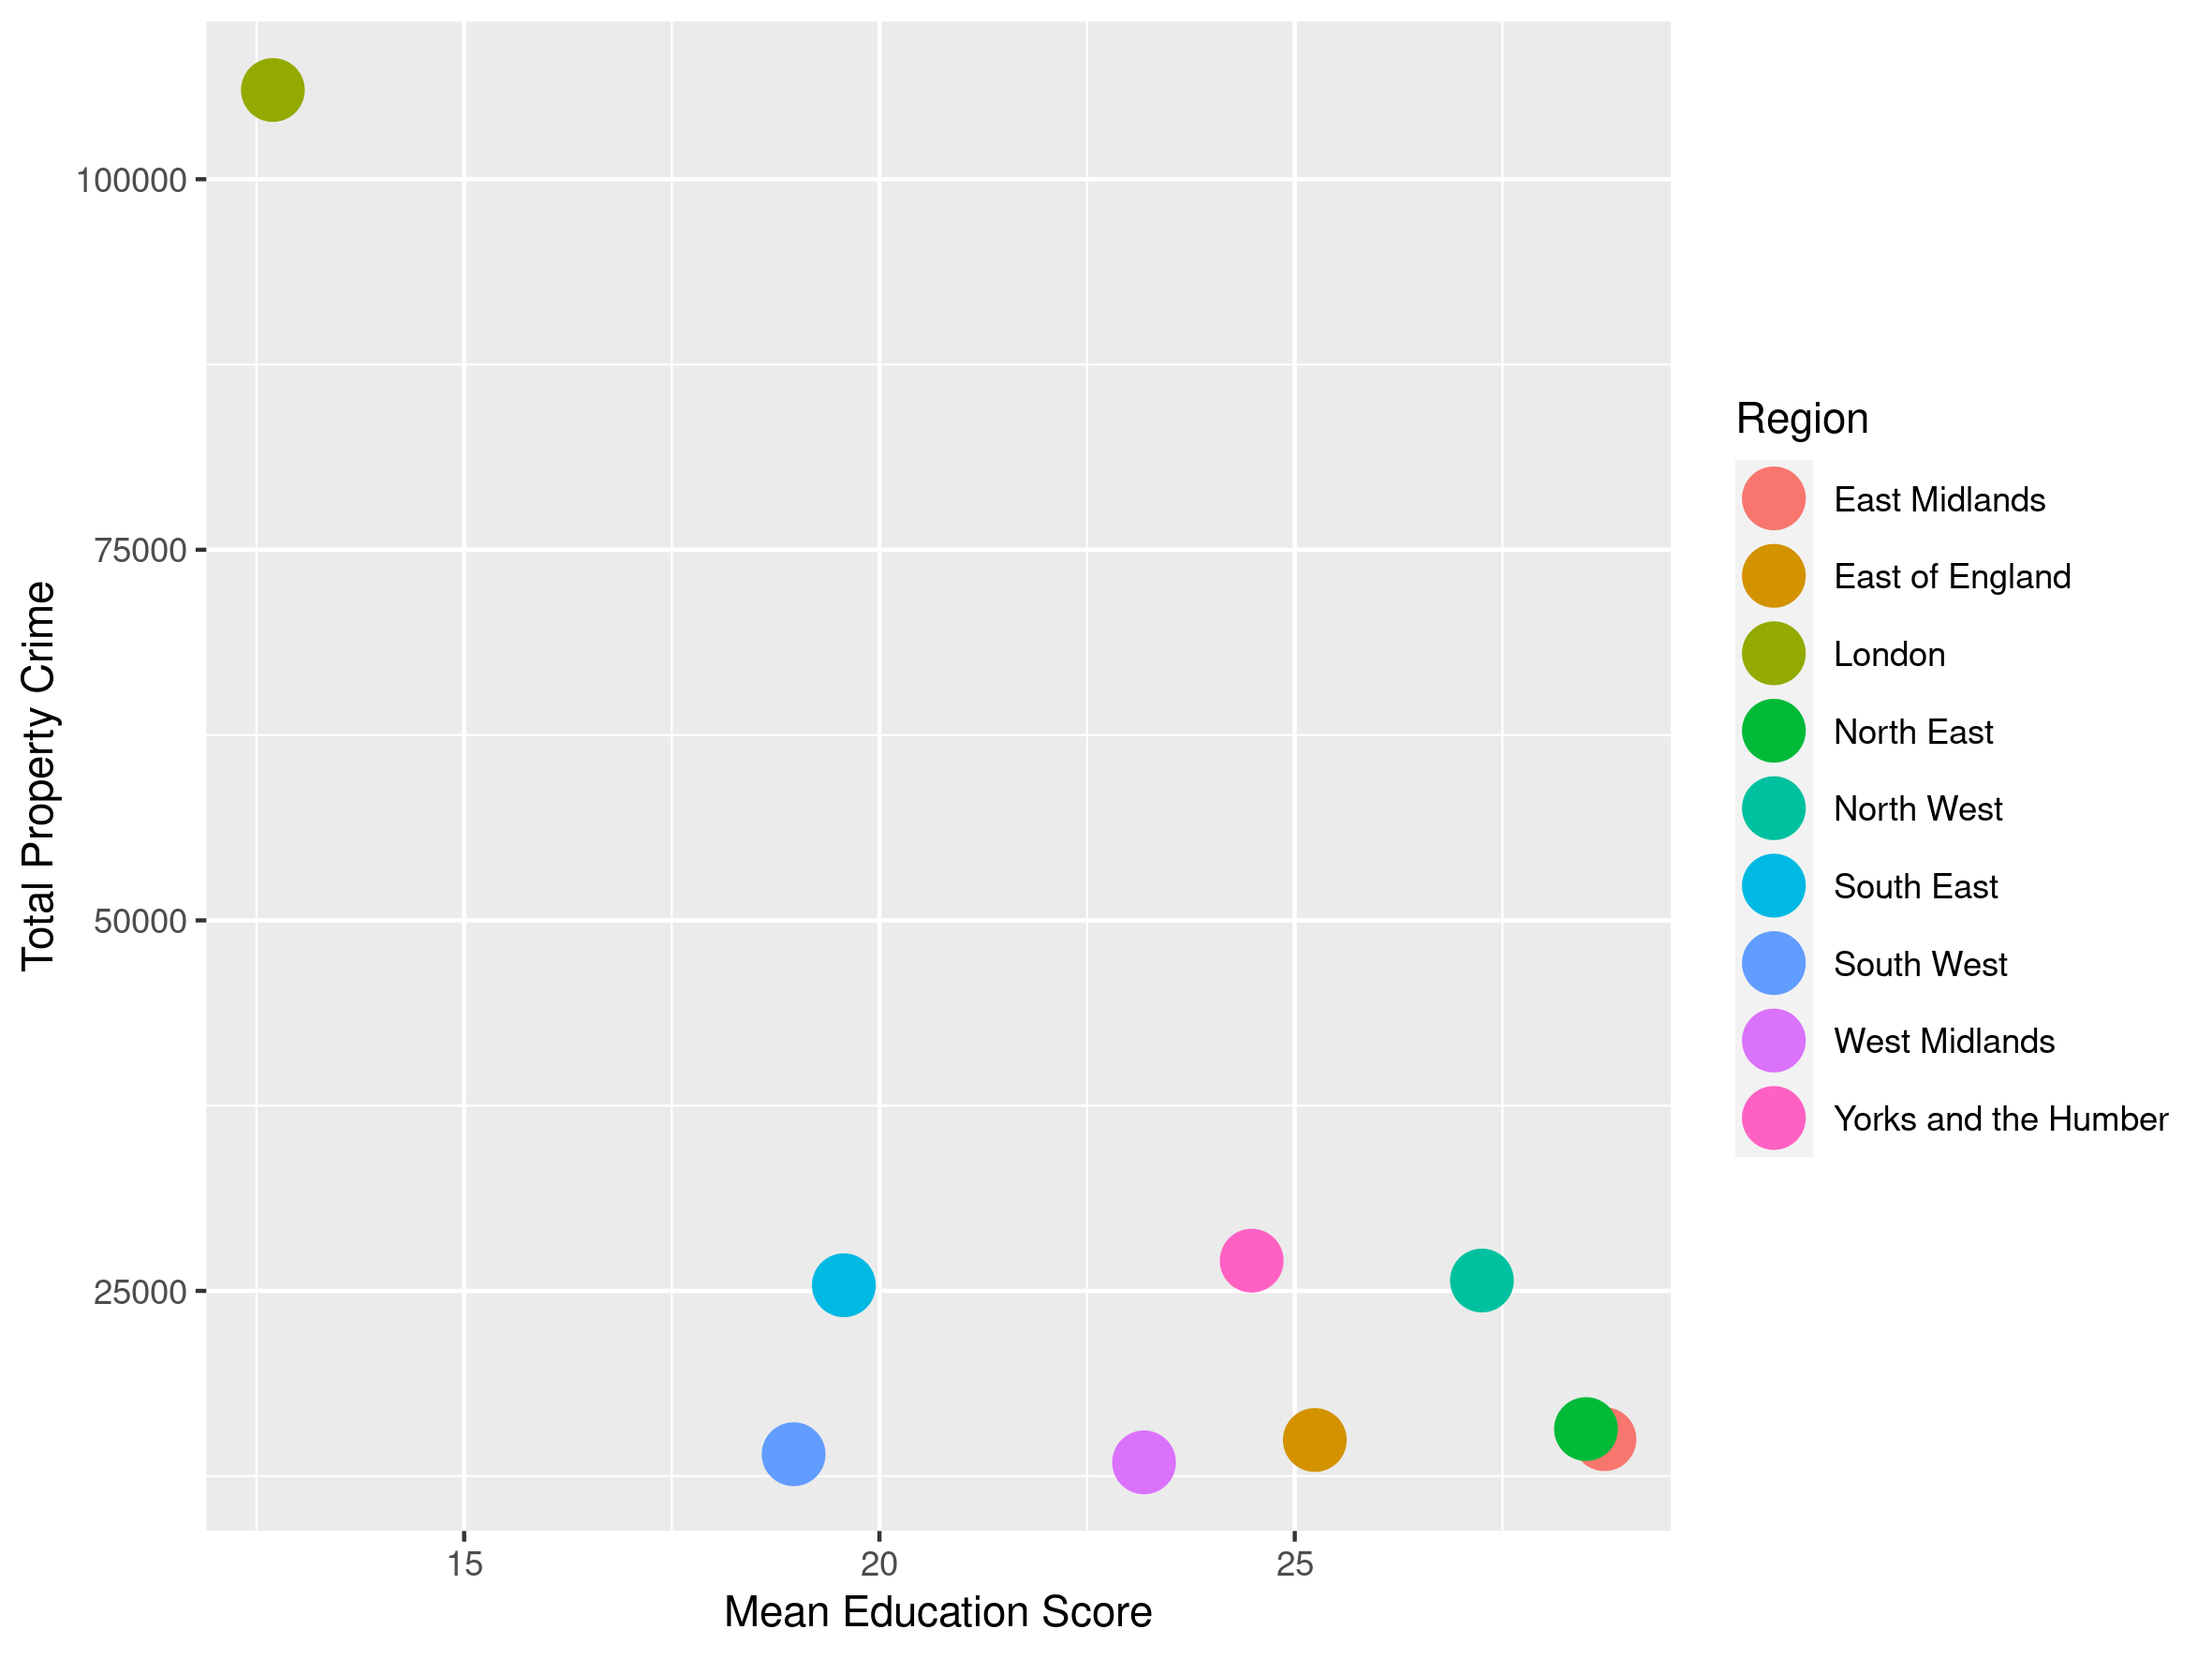 100000
75000
50000
25000
Total Property Crime
15 20 25
Mean Education Score
Region
East Midlands
East of England
London
North East
North West
South East
South West
West Midlands
Yorks and the Humber